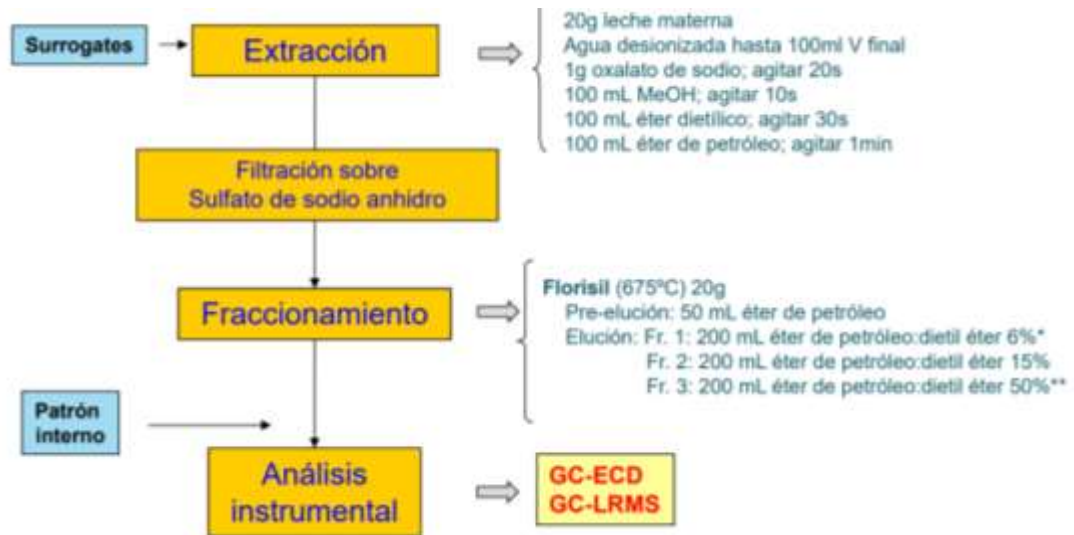 Surrogates
Extracción
20g leche materna
Agua desionizada hasta 100ml V final
1g oxalato de sodio; agitar 20s
100 mL MeOH; agitar 10s
100 mL éter dietílico; agitar 30s
100 mL éter de petróleo; agitar 1min
Filtración sobre
Sulfato de sodio anhidro
Fraccionamiento
Florisil (675ºC) 20g
Pre-elución: 50 mL éter de petróleo
Elución: Fr. 1: 200 mL éter de petróleo:dietil éter 6%*
Fr. 2: 200 mL éter de petróleo:dietil éter 15%
Fr. 3: 200 mL éter de petróleo:dietil éter 50%**
Patrón
interno
Análisis
instrumental
GC-ECD
GC-LRMS